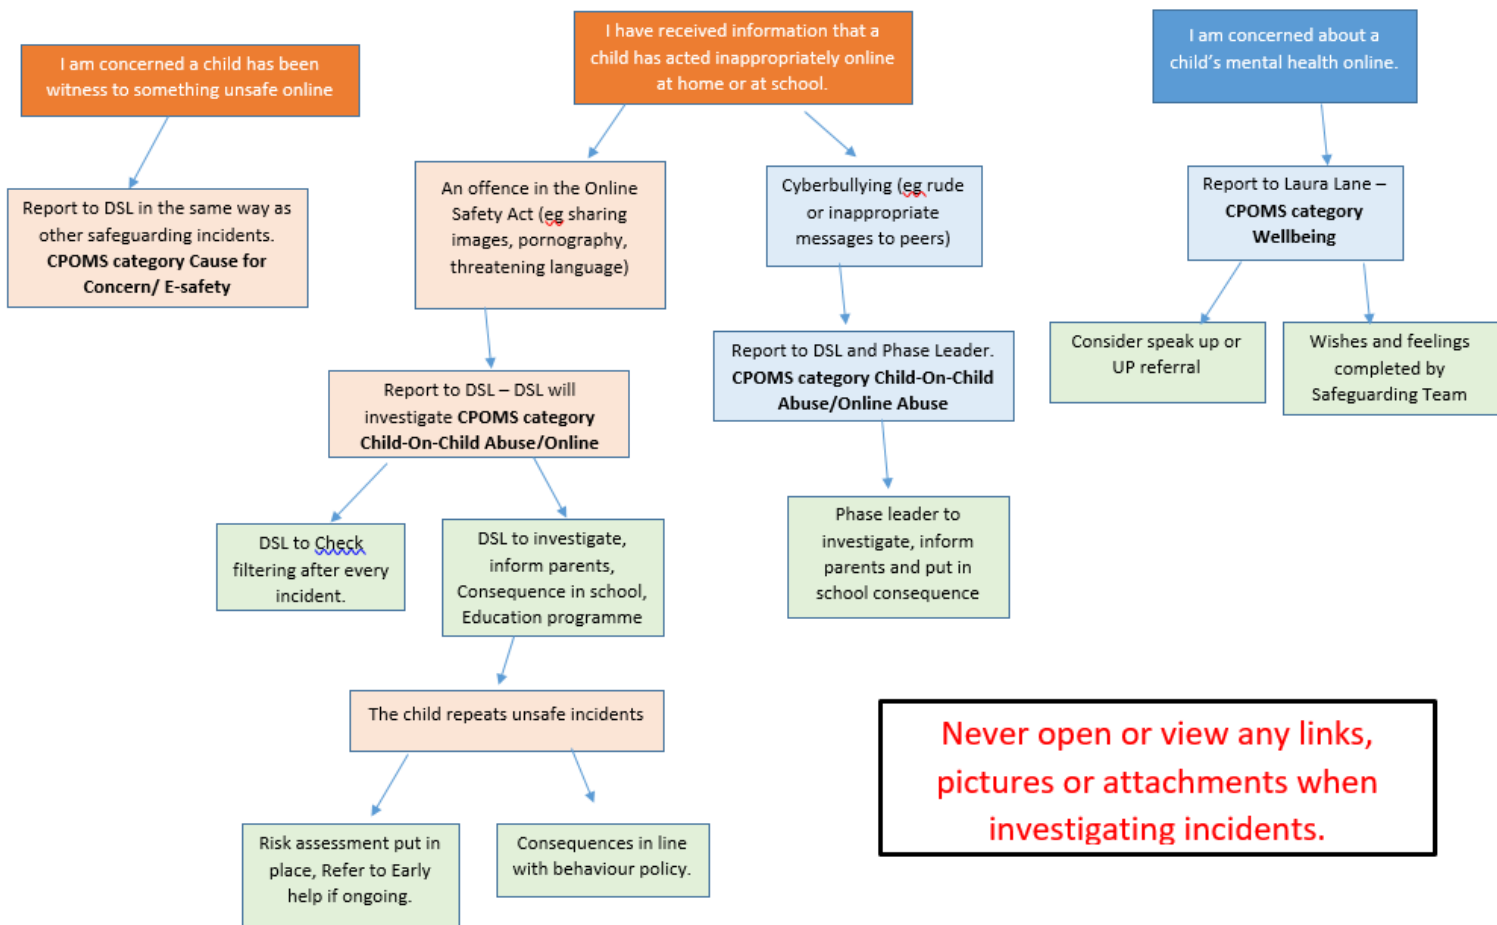 I am concerned a child has been
witness to something unsafe online
I have received information that a
child has acted inappropriately online
at home or at school.
I am concerned about a
child's mental health online.
Report to DSL in the same way as
other safeguarding incidents.
CPOMS category Cause for
Concern/ E-safety
An offence in the Online
Safety Act (eg sharing
images, pornography,
threatening language)
Cyberbullying (eg rude
or inappropriate
messages to peers)
Report to Laura Lane –
CPOMS category
Wellbeing
Report to DSL – DSL will
investigate CPOMS category
Child-On-Child Abuse/Online
Report to DSL and Phase Leader.
CPOMS category Child-On-Child
Abuse/Online Abuse
Consider speak up or
UP referral
Wishes and feelings
completed by
Safeguarding Team
DSL to Check
filtering after every
incident.
DSL to investigate,
inform parents,
Consequence in school,
Education programme
Phase leader to
investigate, inform
parents and put in
school consequence
The child repeats unsafe incidents
Risk assessment put in
place, Refer to Early
help if ongoing.
Consequences in line
with behaviour policy.
Never open or view any links,
pictures or attachments when
investigating incidents.